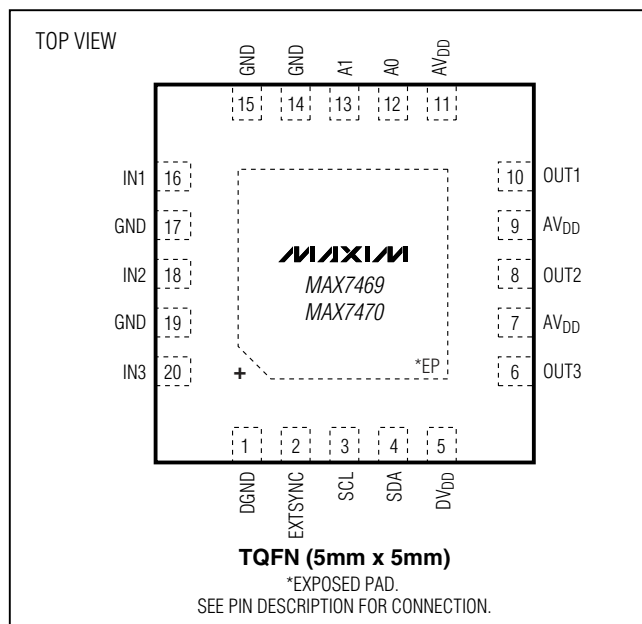 TOP VIEW
GND GND A1 A0 AVDD
15 14 13 12 11
IN1 16 10 OUT1
GND 17 9 AVDD
IN2 18 8 OUT2
GND 19 7 AVDD
IN3 20 6 OUT3
MAXIM
MAX7469
MAX7470
*EP
+
1 2 3 4 5
DGND EXTSYNC SCL SDA DVDD
TQFN (5mm x 5mm)
*EXPOSED PAD.
SEE PIN DESCRIPTION FOR CONNECTION.